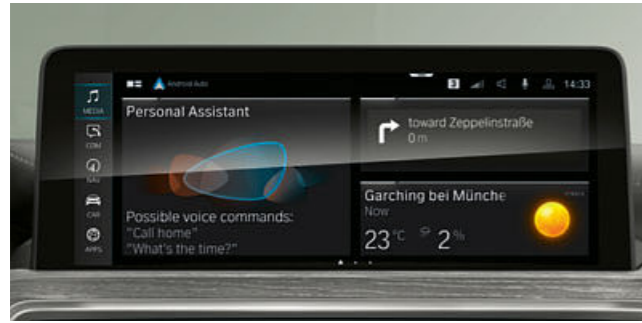 Android Auto
3
14:33
MEDIA
COM
NAV
CAR
APPS
Personal Assistant
Possible voice commands:
"Call home"
"What's the time?"
toward Zeppelinstraße
0 m
Garching bei Münche
Now
23 °C
2 %